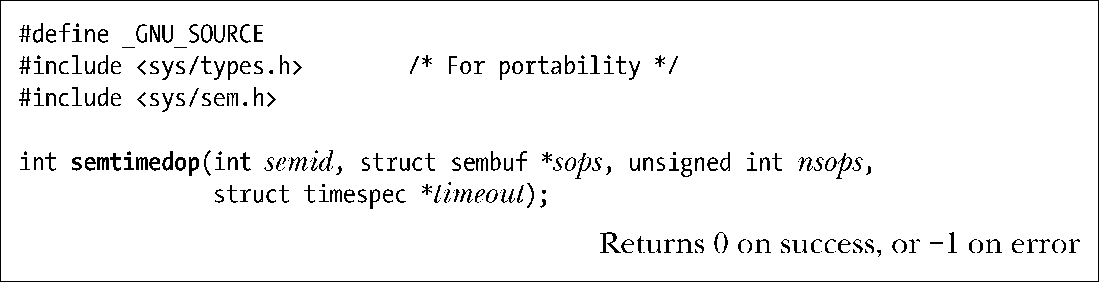 #define _GNU_SOURCE
#include <sys/types.h> /* For portability */
#include <sys/sem.h>
int semtimedop(int semid, struct sembuf *sops, unsigned int nsops,
struct timespec *timeout);
Returns 0 on success, or –1 on error